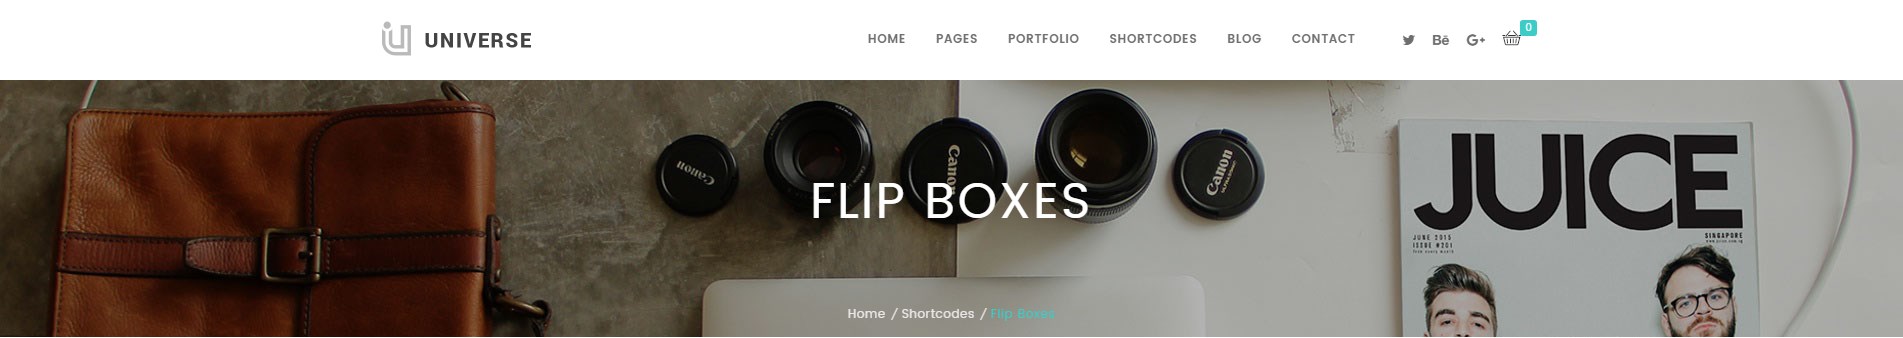 UNIVERSE
HOME PAGES PORTFOLIO SHORTCODES BLOG CONTACT Bē G+ 0
Canon
Canon
Canon
ULTRASONIC
FLIP BOXES
JUICE
JUNE 2015
ISSUE #201
SINGAPORE
Home / Shortcodes / Flip Boxes